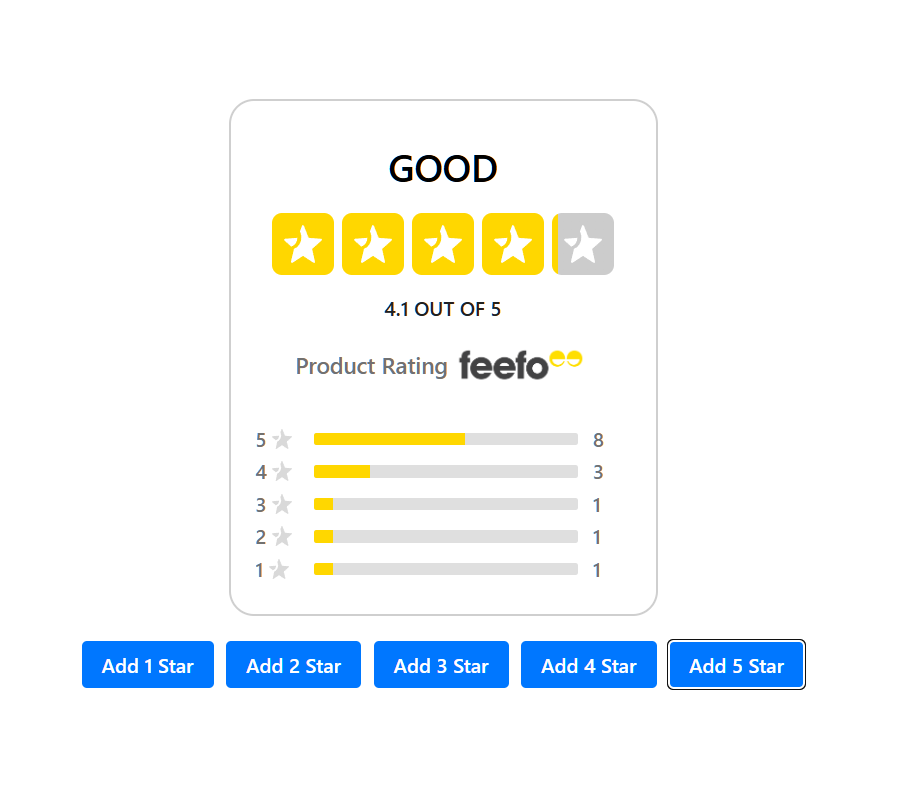 GOOD
4.1 OUT OF 5
Product Rating feefo
5 8
4 3
3 1
2 1
1 1
Add 1 Star Add 2 Star Add 3 Star Add 4 Star Add 5 Star